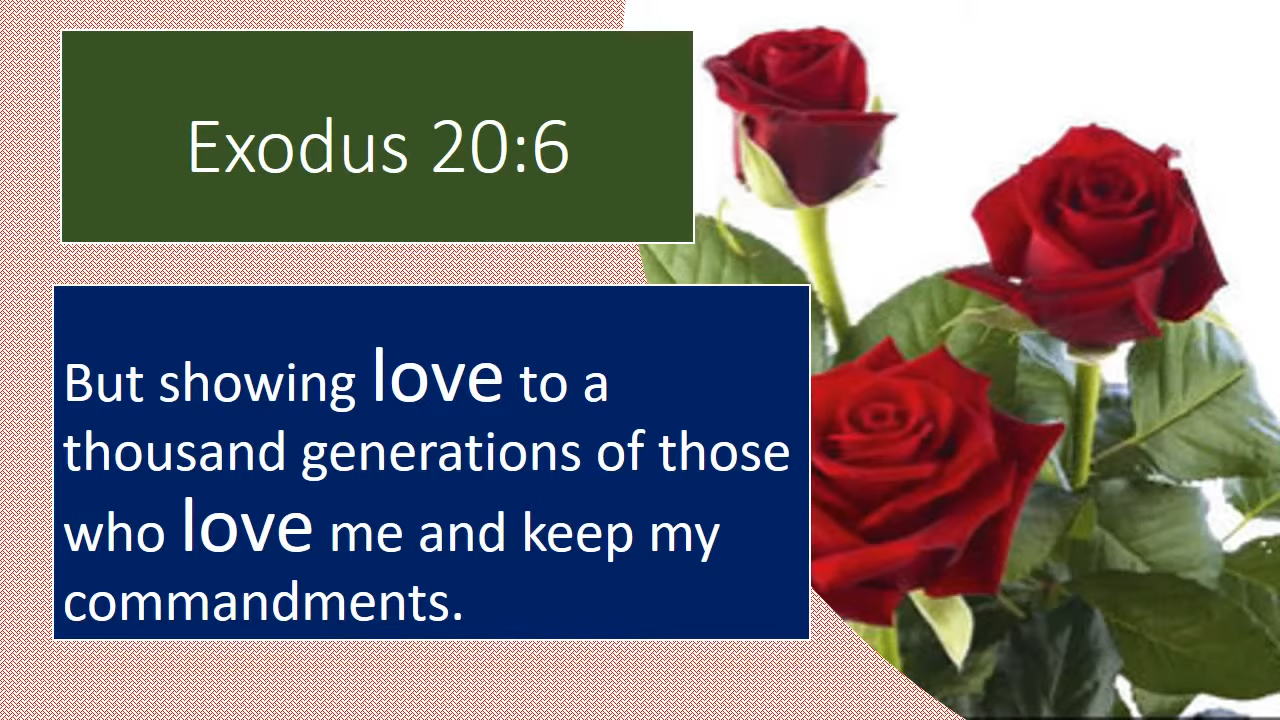 Exodus 20:6
But showing love to a
thousand generations of those
who love me and keep my
commandments.